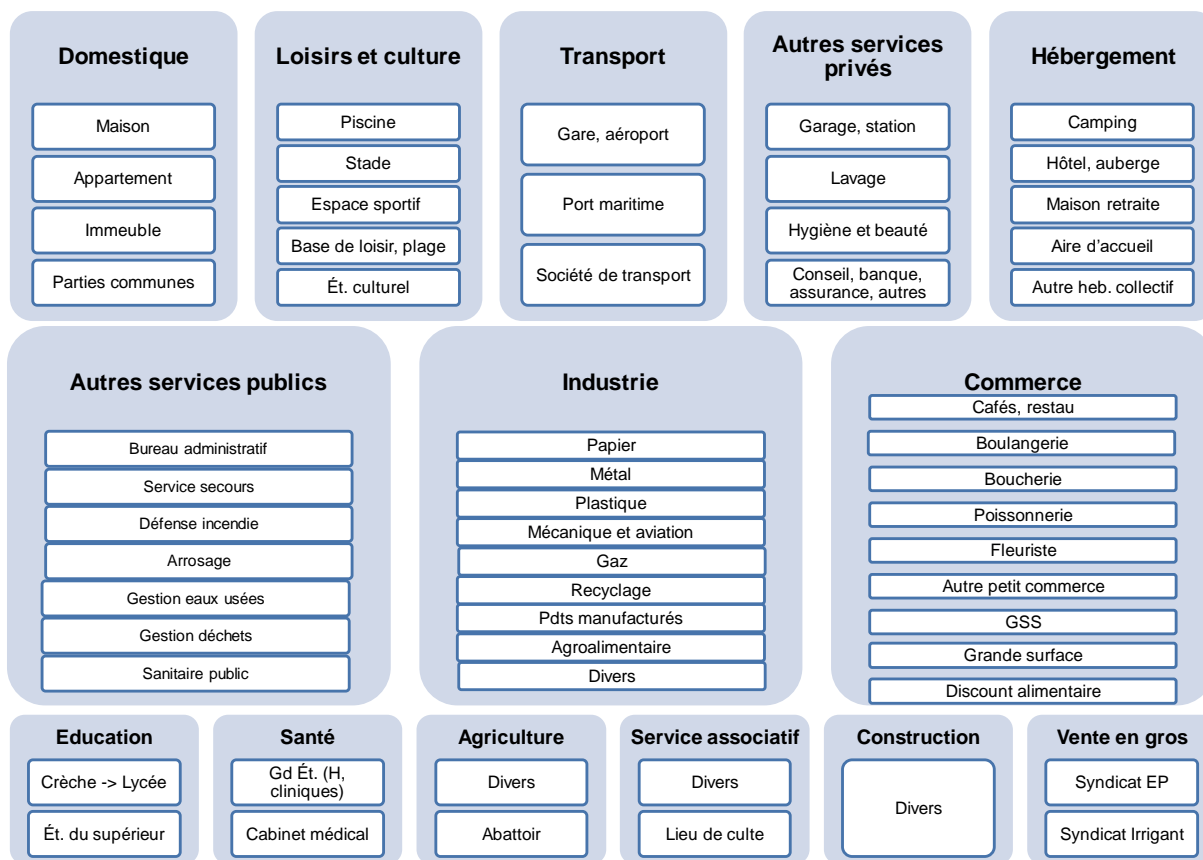 Domestique
Maison
Appartement
Immeuble
Parties communes
Loisirs et culture
Piscine
Stade
Espace sportif
Base de loisir, plage
Ét. culturel
Transport
Gare, aéroport
Port maritime
Société de transport
Autres services
privés
Garage, station
Lavage
Hygiène et beauté
Conseil, banque,
assurance, autres
Hébergement
Camping
Hôtel, auberge
Maison retraite
Aire d’accueil
Autre heb. collectif
Autres services publics
Bureau administratif
Service secours
Défense incendie
Arrosage
Gestion eaux usées
Gestion déchets
Sanitaire public
Industrie
Papier
Métal
Plastique
Mécanique et aviation
Gaz
Recyclage
Pdts manufacturés
Agroalimentaire
Divers
Commerce
Cafés, restau
Boulangerie
Boucherie
Poissonnerie
Fleuriste
Autre petit commerce
GSS
Grande surface
Discount alimentaire
Education
Crèche -> Lycée
Ét. du supérieur
Santé
Gd Ét. (H,
cliniques)
Cabinet médical
Agriculture
Divers
Abattoir
Service associatif
Divers
Lieu de culte
Construction
Divers
Vente en gros
Syndicat EP
Syndicat Irrigant